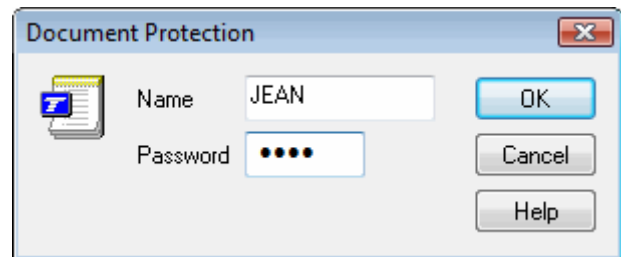 Document Protection
Name JEAN OK
Password •••• Cancel
Help